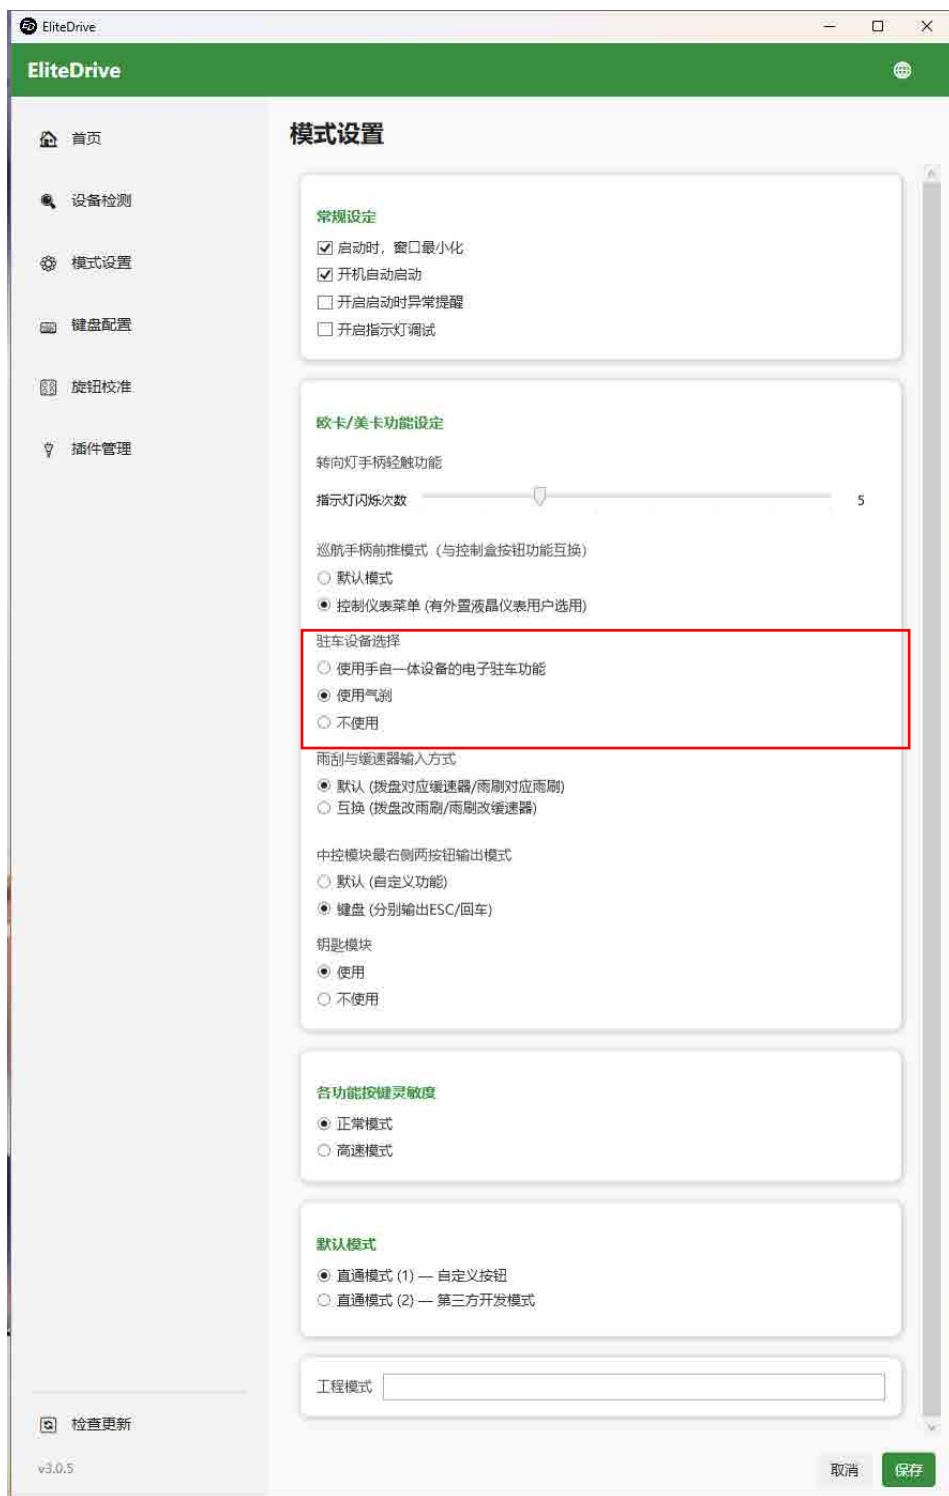 EliteDrive
EliteDrive
首页
设备检测
模式设置
键盘配置
旋钮校准
插件管理
检查更新
v3.0.5
模式设置
常规设定
启动时，窗口最小化
开机自动启动
开启启动时异常提醒
开启指示灯调试
欧卡/美卡功能设定
转向灯手柄轻触功能
指示灯闪烁次数 5
巡航手柄前推模式（与控制盒按钮功能互换）
默认模式
控制仪表菜单 (有外置液晶仪表用户选用)
驻车设备选择
使用手自一体设备的电子驻车功能
使用气刹
不使用
雨刮与缓速器输入方式
默认 (拨盘对应缓速器/雨刷对应雨刷)
互换 (拨盘改雨刷/雨刷改缓速器)
中控模块最右侧两按钮输出模式
默认 (自定义功能)
键盘 (分别输出ESC/回车)
钥匙模块
使用
不使用
各功能按键灵敏度
正常模式
高速模式
默认模式
直通模式 (1) — 自定义按钮
直通模式 (2) — 第三方开发模式
工程模式
取消 保存